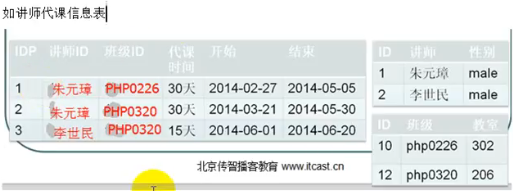 如讲师代课信息表
IDP 讲师ID 班级ID 代课时间 开始 结束
1 朱元璋 PHP0226 30天 2014-02-27 2014-05-05
2 朱元璋 PHP0320 30天 2014-03-21 2014-05-30
3 李世民 PHP0320 15天 2014-06-01 2014-06-20
ID 讲师 性别
1 朱元璋 male
2 李世民 male
ID 班级 教室
10 php0226 302
12 php0320 206
北京传智播客教育 www.itcast.cn